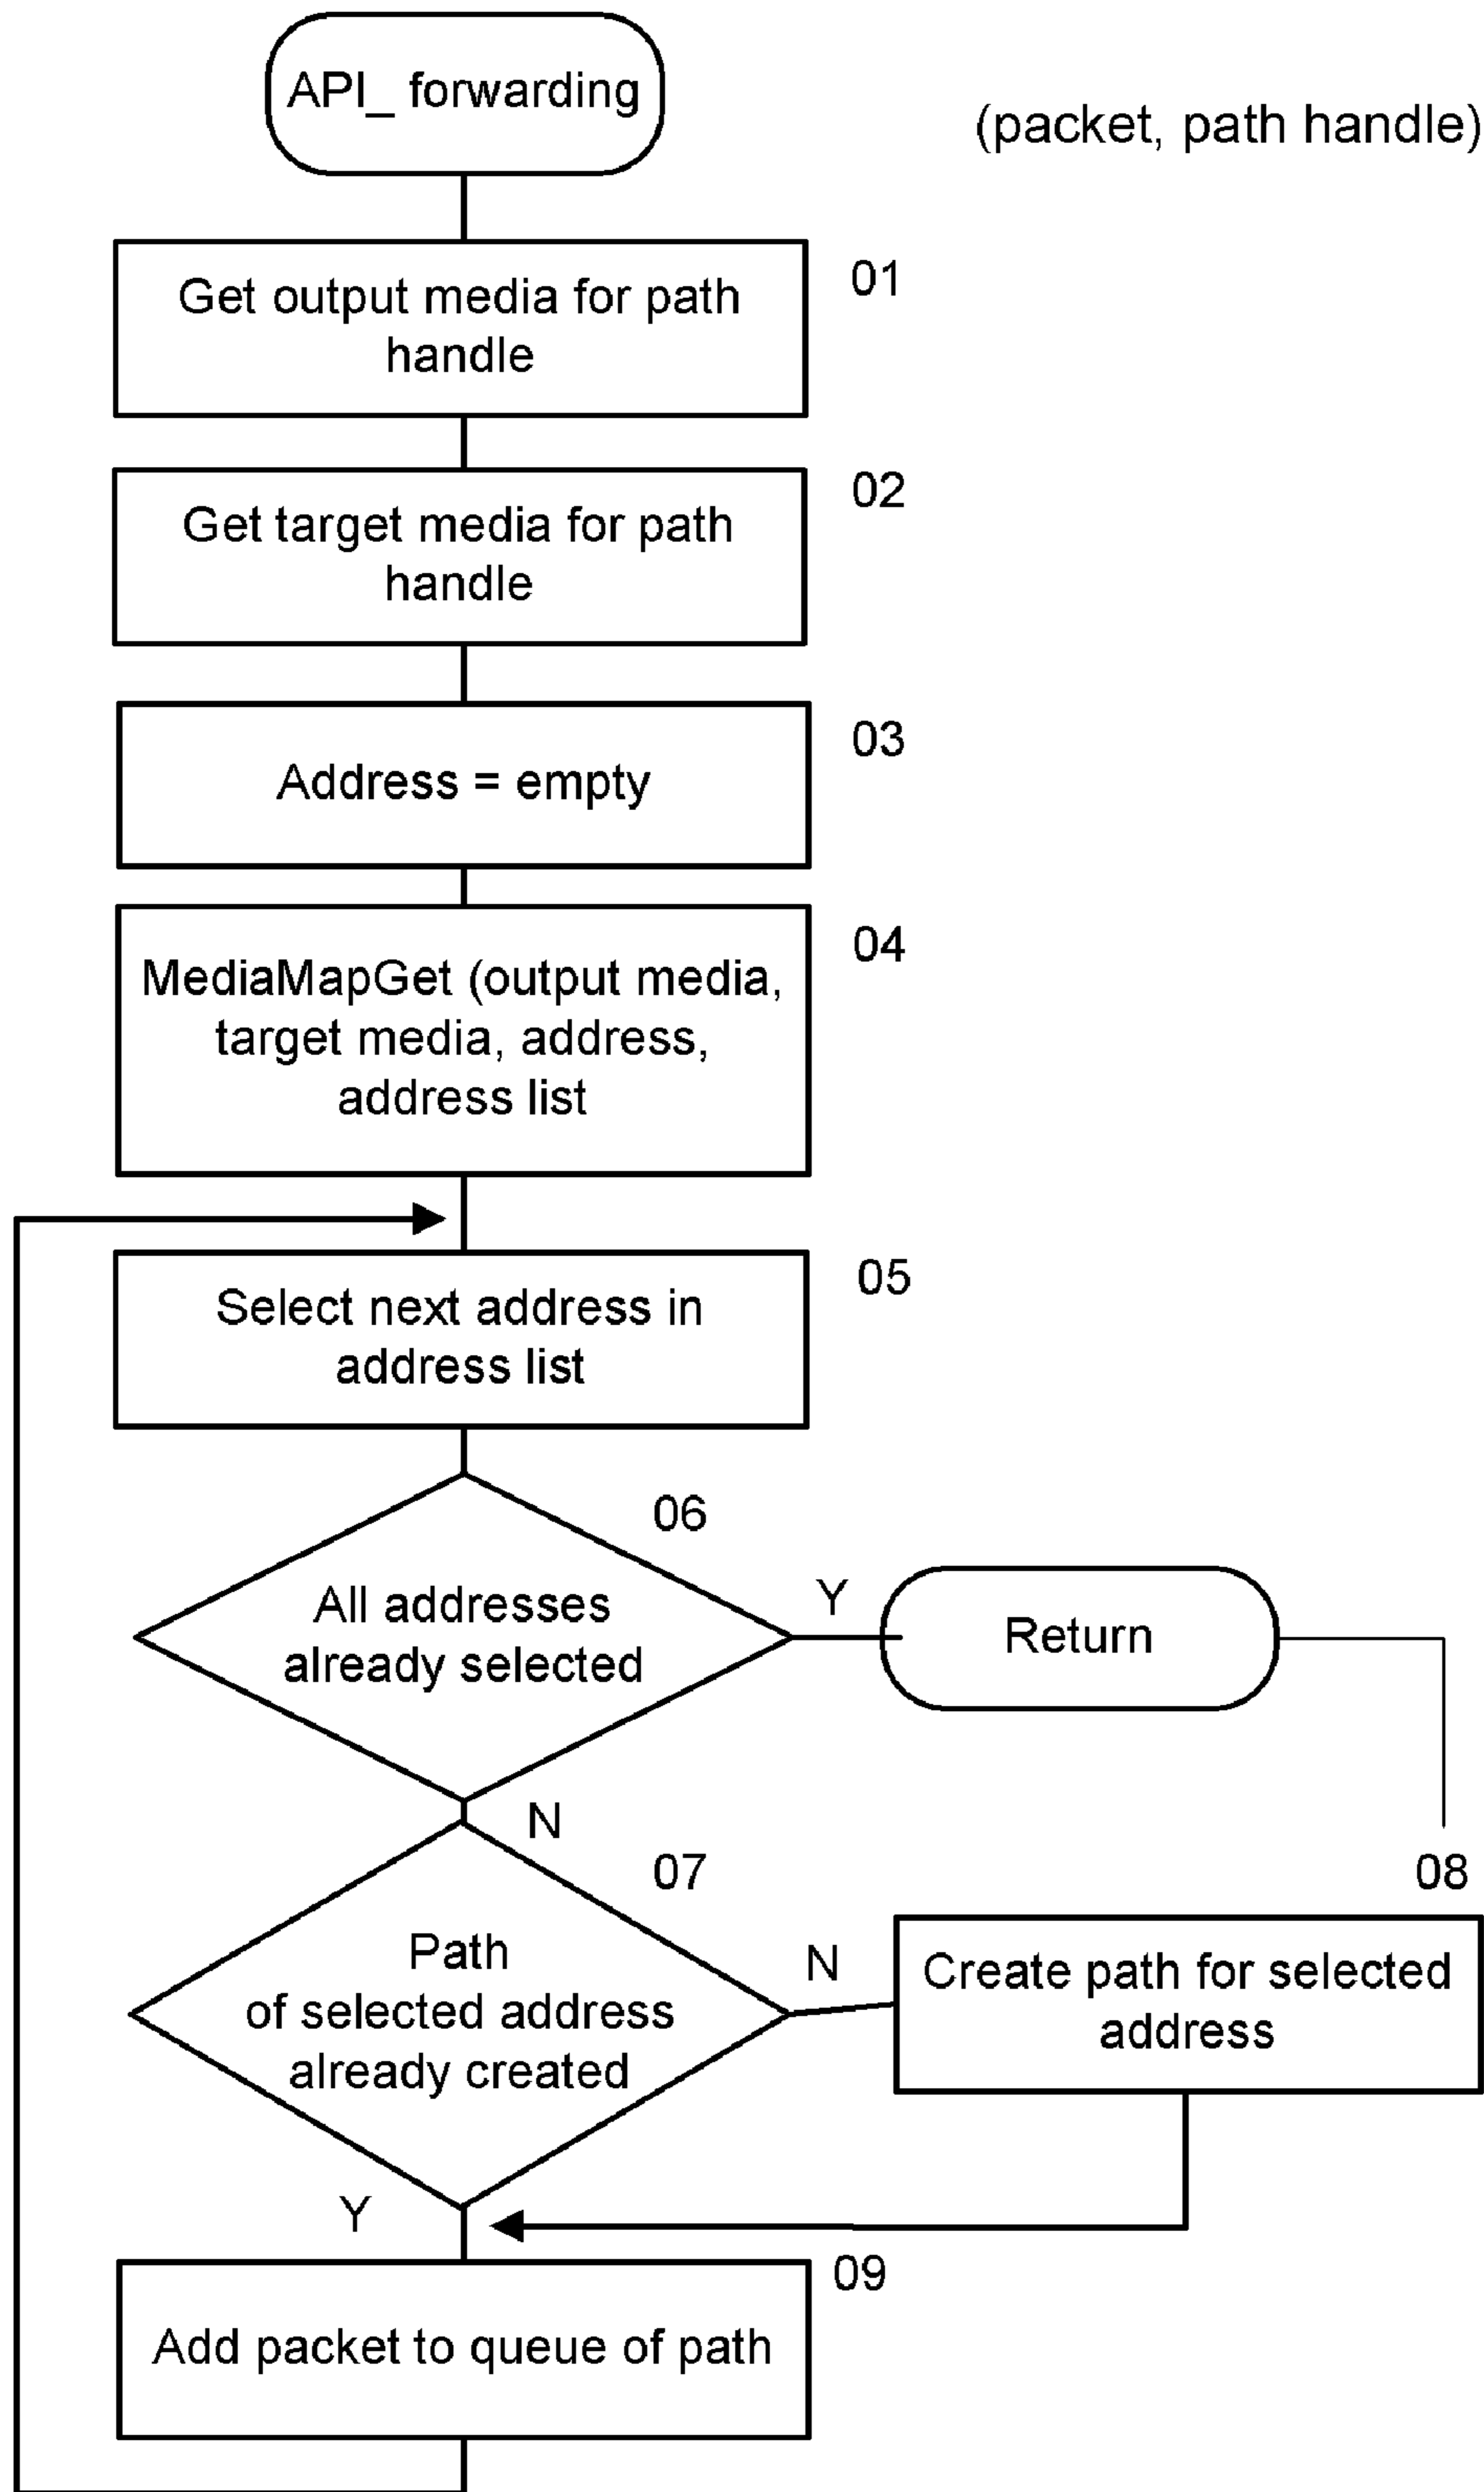 API_ forwarding
(packet, path handle)
Get output media for path
handle
01
Get target media for path
handle
02
Address = empty
03
MediaMapGet (output media,
target media, address,
address list
04
Select next address in
address list
05
All addresses
already selected
06
Y
Return
N
Path
of selected address
already created
07
N
08
Create path for selected
address
Y
Add packet to queue of path
09